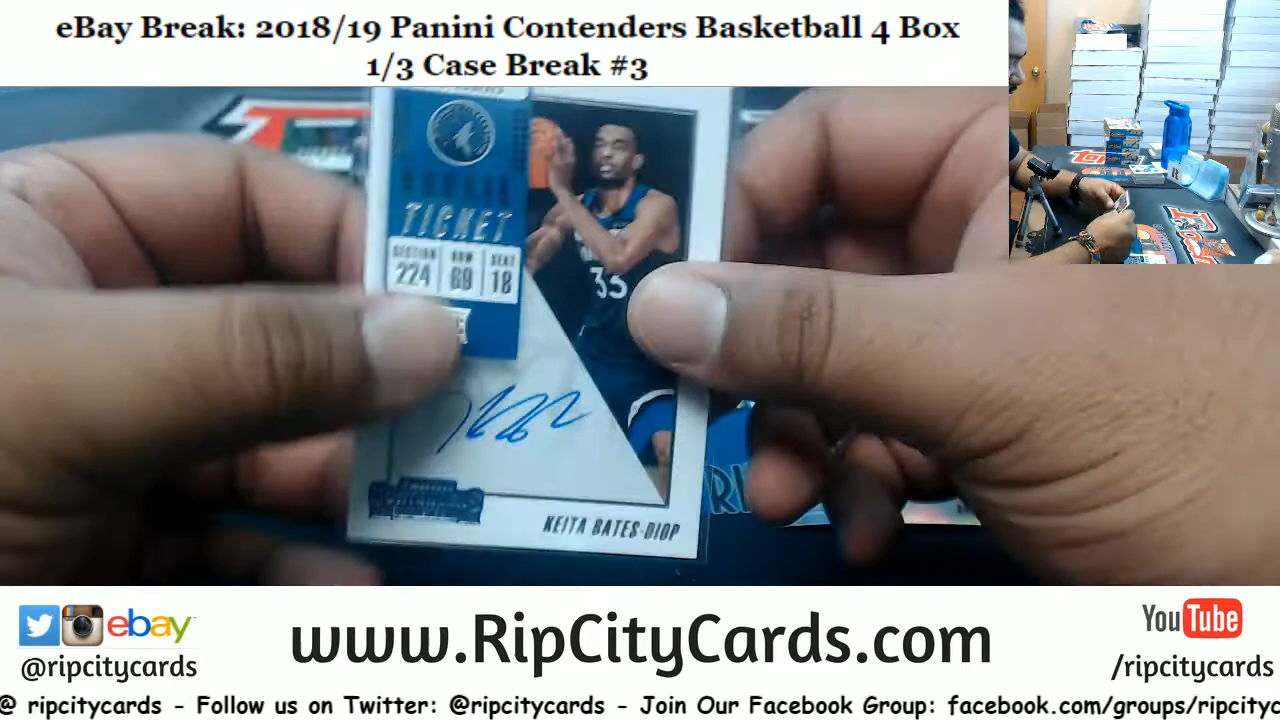 eBay Break: 2018/19 Panini Contenders Basketball 4 Box
1/3 Case Break #3
TICKET
SECTION ROW SEAT
224 69 18
33
KEITA BATES-DIOP
ebay
@ripcitycards
www.RipCityCards.com
YouTube
/ripcitycards
@ ripcitycards - Follow us on Twitter: @ripcitycards - Join Our Facebook Group: facebook.com/groups/ripcityc